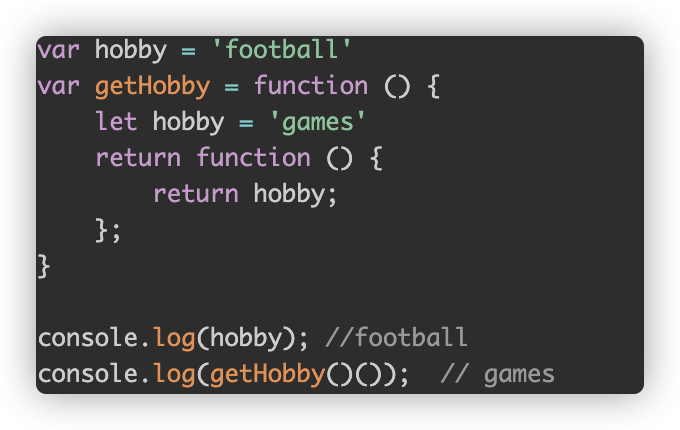 var hobby = 'football'
var getHobby = function () {
    let hobby = 'games'
    return function () {
        return hobby;
    };
}

console.log(hobby); //football
console.log(getHobby()());  // games